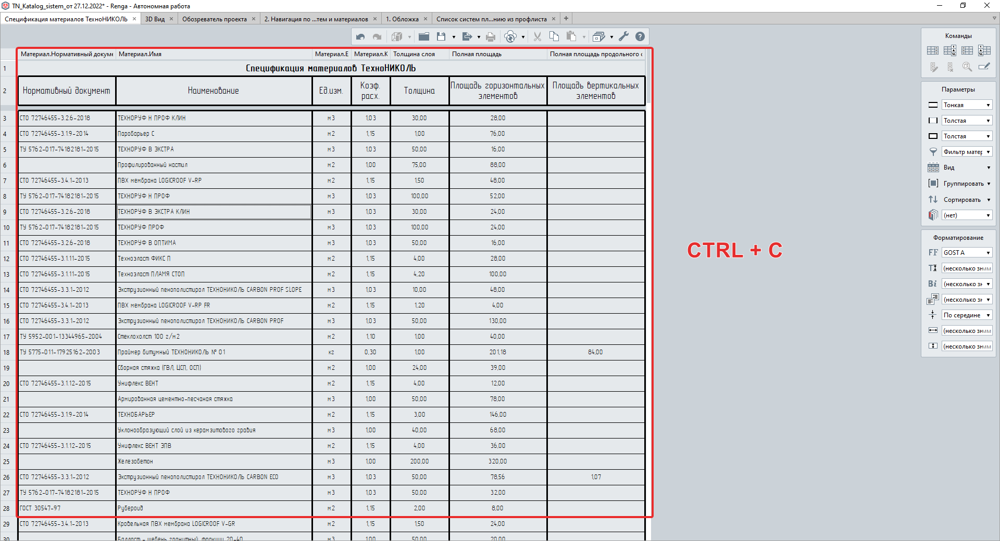 TN_Katalog_sistem_от 27.12.2022* - Renga - Автономная работа
Спецификация материалов ТехноНИКОЛЬ × 3D Вид × Обозреватель проекта × 2. Навигация по ...тем и материалов × 1. Обложка × Список систем пл...нию из профлиста × +
Материал.Нормативный докуме Материал.Имя Материал.Е Материал.К Толщина слоя Полная площадь Полная площадь продольного
1 Спецификация материалов ТехноНИКОЛЬ
2 Нормативный документ Наименование Ед.изм. Коэф. расх. Толщина Площадь горизонтальных элементов Площадь вертикальных элементов
3 СТО 72746455-3.2.6-2018 ТЕХНОРУФ Н ПРОФ КЛИН м3 1,03 30,00 28,00
4 СТО 72746455-3.1.9-2014 Паробарьер С м2 1,15 1,00 76,00
5 ТУ 5762-017-74182181-2015 ТЕХНОРУФ В ЭКСТРА м3 1,03 50,00 16,00
6 Профилированный настил м2 1,00 75,00 88,00
7 СТО 72746455-3.4.1-2013 ПВХ мембрана LOGICROOF V-RP м2 1,15 1,50 48,00
8 ТУ 5762-017-74182181-2015 ТЕХНОРУФ Н ПРОФ м3 1,03 100,00 52,00
9 СТО 72746455-3.2.6-2018 ТЕХНОРУФ В ЭКСТРА КЛИН м3 1,03 30,00 24,00
10 ТУ 5762-017-74182181-2015 ТЕХНОРУФ ПРОФ м3 1,03 100,00 24,00
11 СТО 72746455-3.2.6-2018 ТЕХНОРУФ В ОПТИМА м3 1,03 50,00 16,00
12 СТО 72746455-3.1.11-2015 Техноэласт ФИКС П м2 1,15 4,00 28,00
13 СТО 72746455-3.1.11-2015 Техноэласт ПЛАМЯ СТОП м2 1,15 4,20 100,00
14 СТО 72746455-3.3.1-2012 Экструзионный пенополистирол ТЕХНОНИКОЛЬ CARBON PROF SLOPE м3 1,03 10,00 48,00
15 СТО 72746455-3.4.1-2013 ПВХ мембрана LOGICROOF V-RP FR м2 1,15 1,20 4,00
16 СТО 72746455-3.3.1-2012 Экструзионный пенополистирол ТЕХНОНИКОЛЬ CARBON PROF м3 1,03 50,00 130,00
17 ТУ 5952-001-13344965-2004 Стеклохолст 100 г/м2 м2 1,10 1,00 40,00
18 ТУ 5775-011-17925162-2003 Праймер битумный ТЕХНОНИКОЛЬ № 01 кг 0,30 1,00 201,18 84,00
19 Сборная стяжка (ГВЛ, ЦСП, ОСП) м2 1,00 24,00 39,00
20 СТО 72746455-3.1.12-2015 Унифлекс ВЕНТ м2 1,15 4,00 12,00
21 Армированная цементно-песчаная стяжка м3 1,00 50,00 78,00
22 СТО 72746455-3.1.9-2014 ТЕХНОБАРЬЕР м2 1,15 3,00 146,00
23 Уклонообразующий слой из керамзитового гравия м3 1,00 40,00 68,00
24 СТО 72746455-3.1.12-2015 Унифлекс ВЕНТ ЭПВ м2 1,15 4,00 36,00
25 Железобетон м3 1,00 200,00 320,00
26 СТО 72746455-3.3.1-2012 Экструзионный пенополистирол ТЕХНОНИКОЛЬ CARBON ECO м3 1,03 50,00 78,56 1,07
27 ТУ 5762-017-74182181-2015 ТЕХНОРУФ Н ПРОФ м3 1,03 50,00 32,00
28 ГОСТ 30547-97 Рубероид м2 1,15 2,00 8,00
29 СТО 72746455-3.4.1-2013 Кровельная ПВХ мембрана LOGICROOF V-GR м2 1,15 1,50 24,00
30 Балласт - щебень гранитный фракции 20-40 м3 1,00 50,00 20,00
CTRL + C
Команды
Параметры
Тонкая
Толстая
Толстая
Фильтр матер
Вид
Группировать
Сортировать
(нет)
Форматирование
FF GOST A
(несколько знмм
Bi (несколько зн
(несколько зн
По середине
(несколько знмм
(несколько знмм